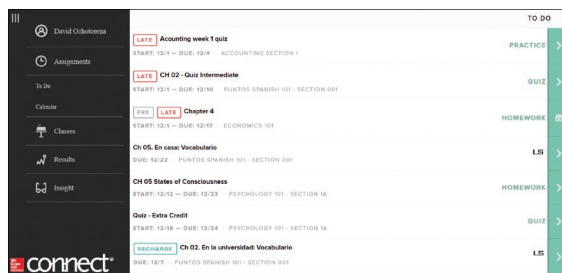 TO DO
David Ochotorena
Assignments
To Do
Calendar
Classes
Results
Insight
connect®
LATE Acounting week 1 quiz
START: 12/1 — DUE: 12/4 · ACCOUNTING SECTION 1
PRACTICE
LATE CH 02 - Quiz Intermediate
START: 12/1 — DUE: 12/10 · PUNTOS SPANISH 101 - SECTION 001
QUIZ
PRE LATE Chapter 4
START: 12/1 — DUE: 12/17 · ECONOMICS 101
HOMEWORK
Ch 05. En casa: Vocabulario
DUE: 12/22 · PUNTOS SPANISH 101 - SECTION 001
LS
CH 05 States of Consciousness
START: 12/12 — DUE: 12/23 · PSYCHOLOGY 101 - SECTION 1A
HOMEWORK
Quiz - Extra Credit
START: 12/18 — DUE: 12/24 · PSYCHOLOGY 101 - SECTION 1A
QUIZ
RECHARGE Ch 02. En la universidad: Vocabulario
DUE: 12/7 · PUNTOS SPANISH 101 - SECTION 001
LS